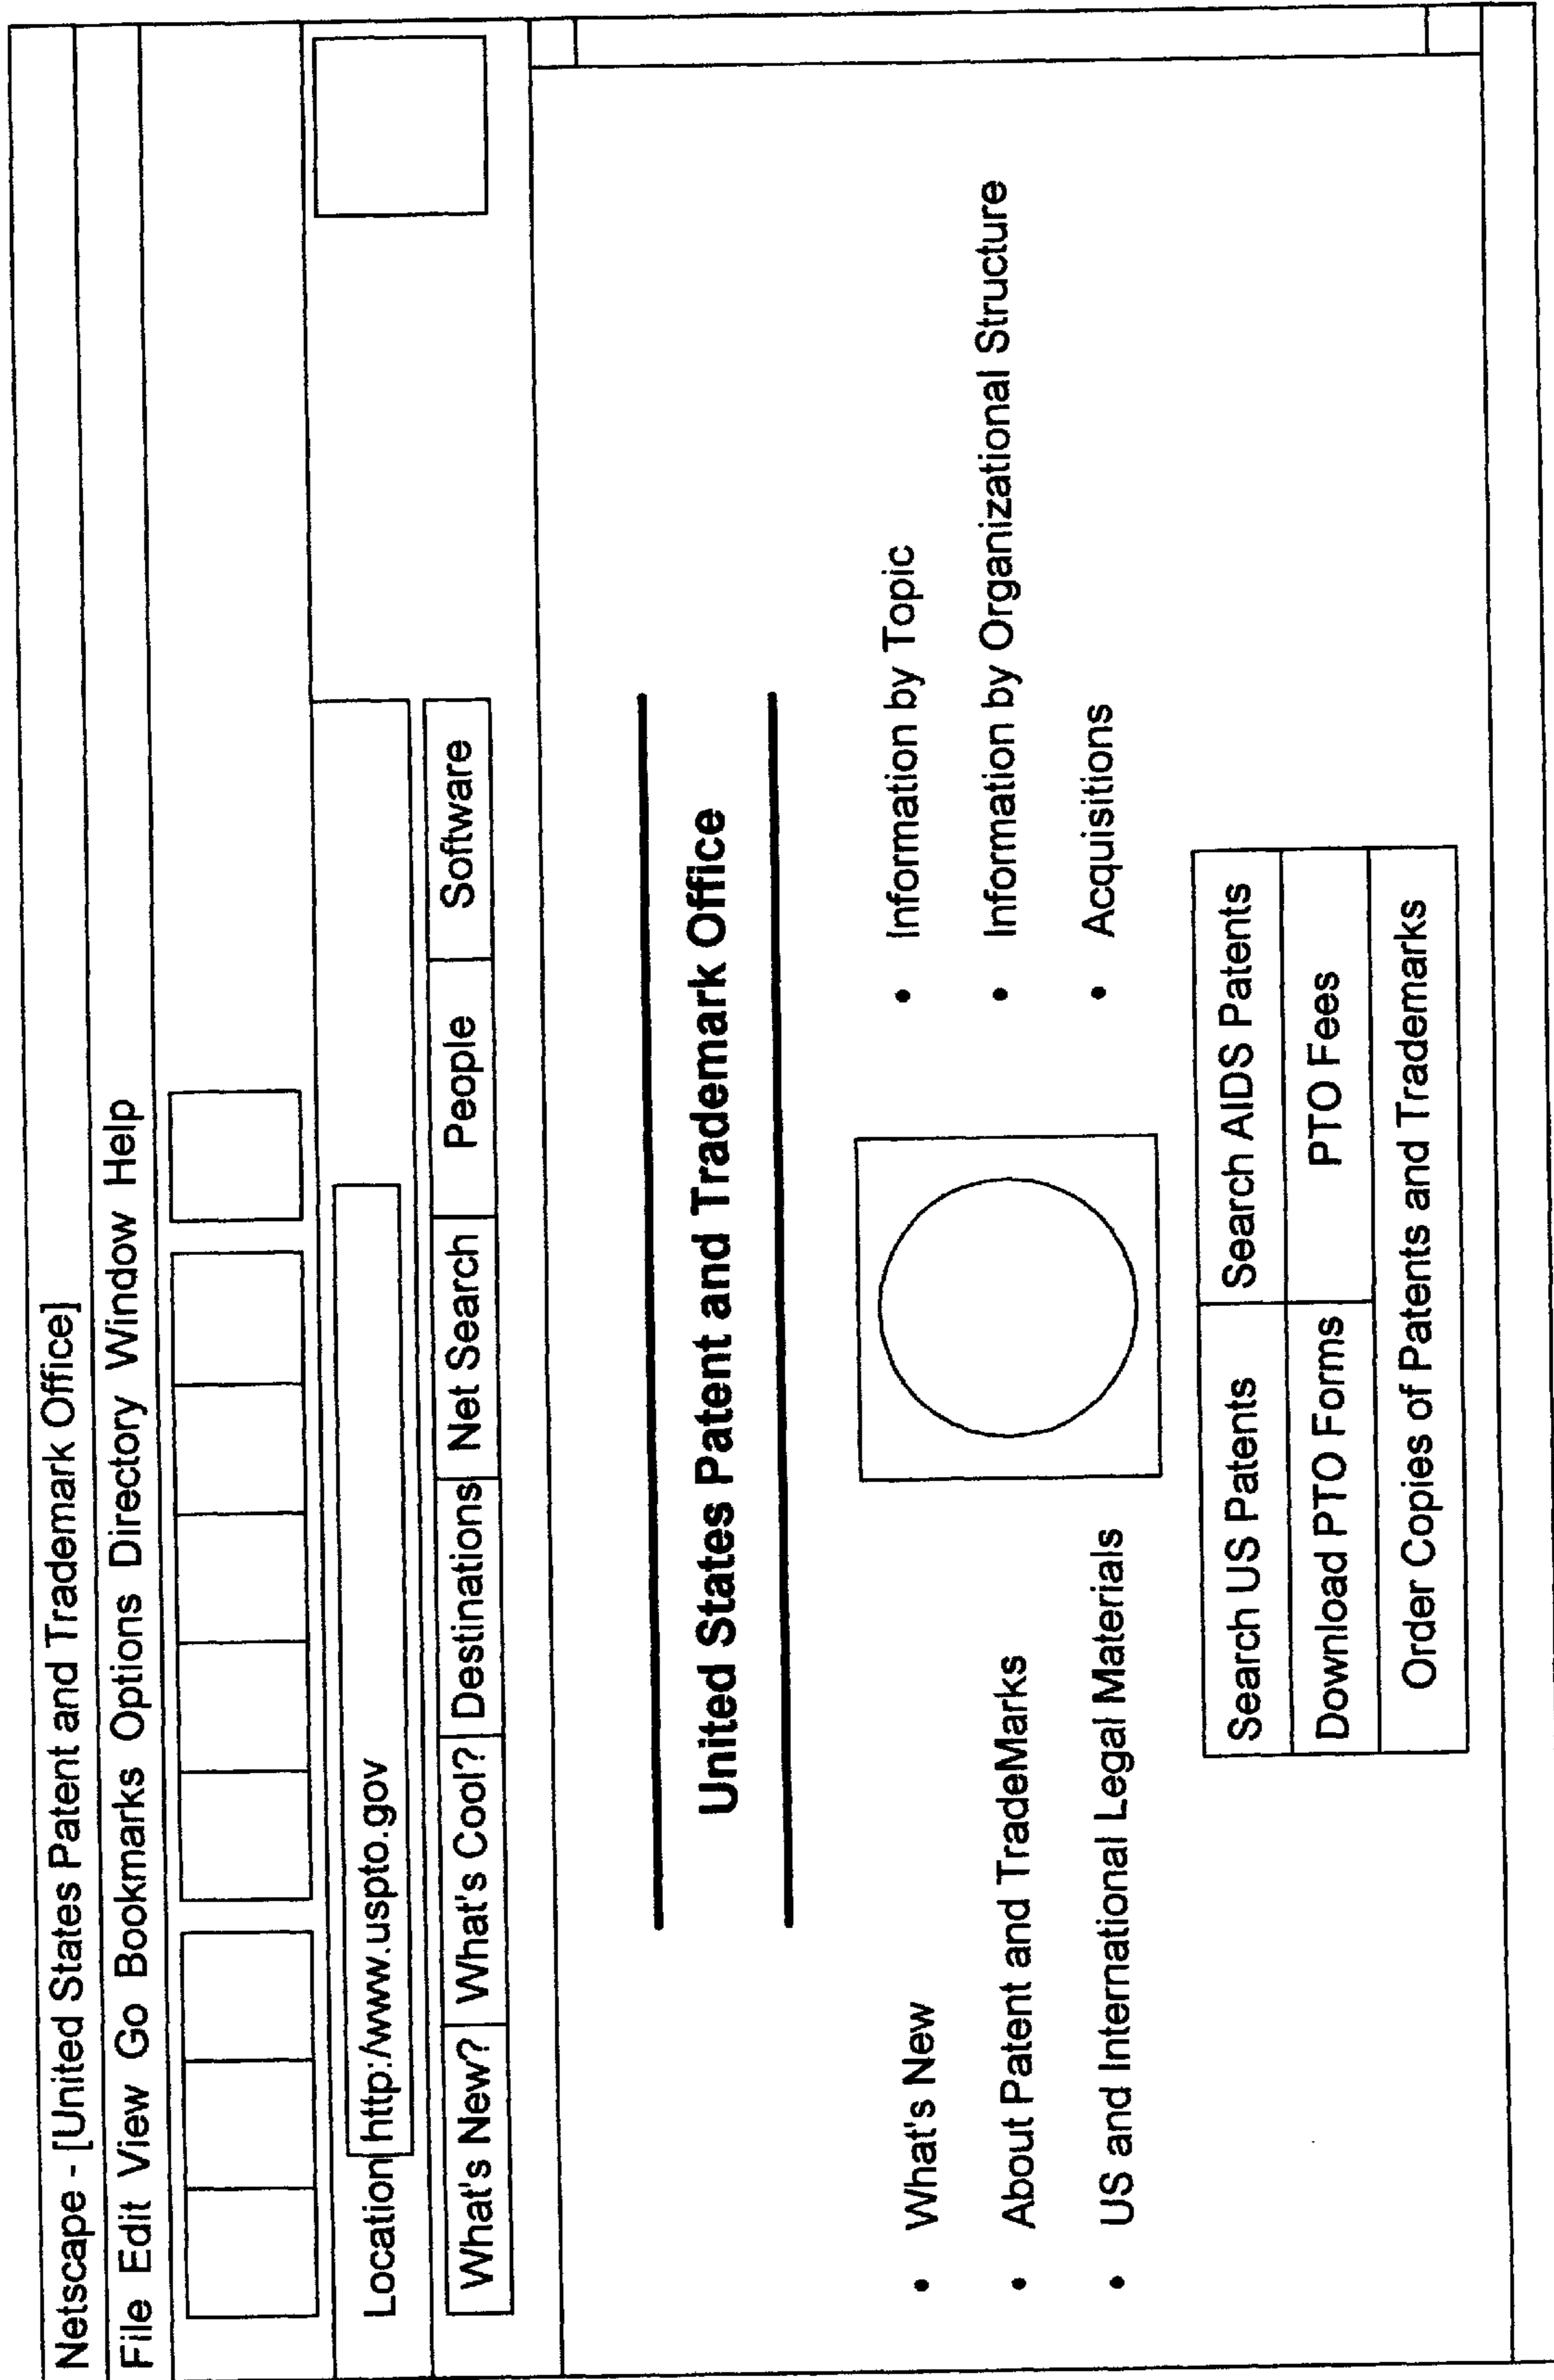 Netscape - [United States Patent and Trademark Office]
File Edit View Go Bookmarks Options Directory Window Help
Location http:/www.uspto.gov
What's New? What's Cool? Destinations Net Search People Software
United States Patent and Trademark Office
• What's New
• About Patent and TradeMarks
• US and International Legal Materials
• Information by Topic
• Information by Organizational Structure
• Acquisitions
Search US Patents Search AIDS Patents
Download PTO Forms PTO Fees
Order Copies of Patents and Trademarks